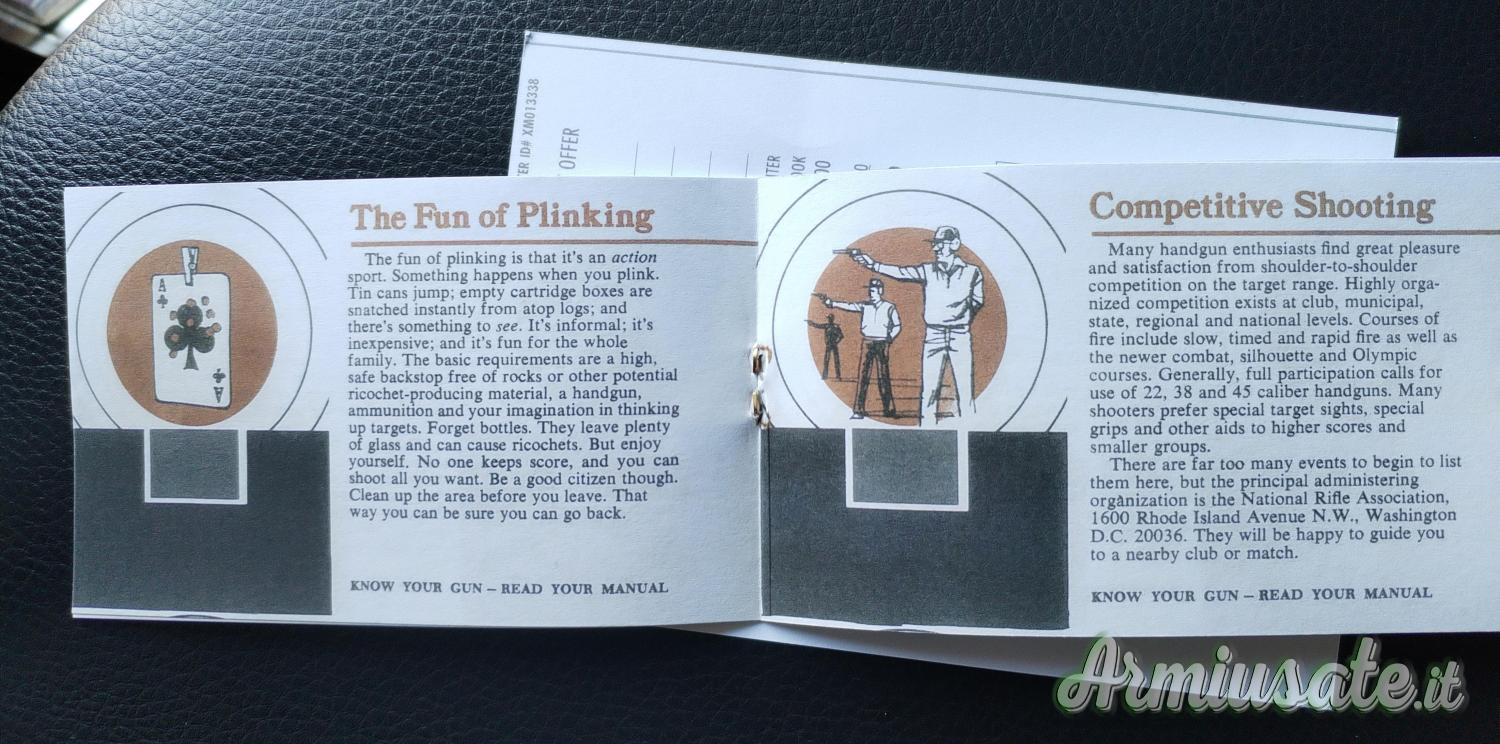 ER ID# XM013338
OFFER
The Fun of Plinking
The fun of plinking is that it's an action
sport. Something happens when you plink.
Tin cans jump; empty cartridge boxes are
snatched instantly from atop logs; and
there's something to see. It's informal; it's
inexpensive; and it's fun for the whole
family. The basic requirements are a high,
safe backstop free of rocks or other potential
ricochet-producing material, a handgun,
ammunition and your imagination in thinking
up targets. Forget bottles. They leave plenty
of glass and can cause ricochets. But enjoy
yourself. No one keeps score, and you can
shoot all you want. Be a good citizen though.
Clean up the area before you leave. That
way you can be sure you can go back.
KNOW YOUR GUN – READ YOUR MANUAL
A
A
Competitive Shooting
Many handgun enthusiasts find great pleasure
and satisfaction from shoulder-to-shoulder
competition on the target range. Highly orga-
nized competition exists at club, municipal,
state, regional and national levels. Courses of
fire include slow, timed and rapid fire as well as
the newer combat, silhouette and Olympic
courses. Generally, full participation calls for
use of 22, 38 and 45 caliber handguns. Many
shooters prefer special target sights, special
grips and other aids to higher scores and
smaller groups.
There are far too many events to begin to list
them here, but the principal administering
organization is the National Rifle Association,
1600 Rhode Island Avenue N.W., Washington
D.C. 20036. They will be happy to guide you
to a nearby club or match.
KNOW YOUR GUN – READ YOUR MANUAL
Armiusate.it